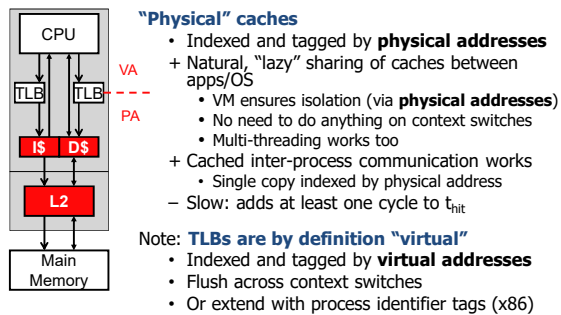 CPU
VA
TLB
TLB
PA
I$
D$
L2
Main
Memory
“Physical” caches
• Indexed and tagged by physical addresses
+ Natural, “lazy” sharing of caches between
apps/OS
• VM ensures isolation (via physical addresses)
• No need to do anything on context switches
• Multi-threading works too
+ Cached inter-process communication works
• Single copy indexed by physical address
– Slow: adds at least one cycle to thit
Note: TLBs are by definition “virtual”
• Indexed and tagged by virtual addresses
• Flush across context switches
• Or extend with process identifier tags (x86)